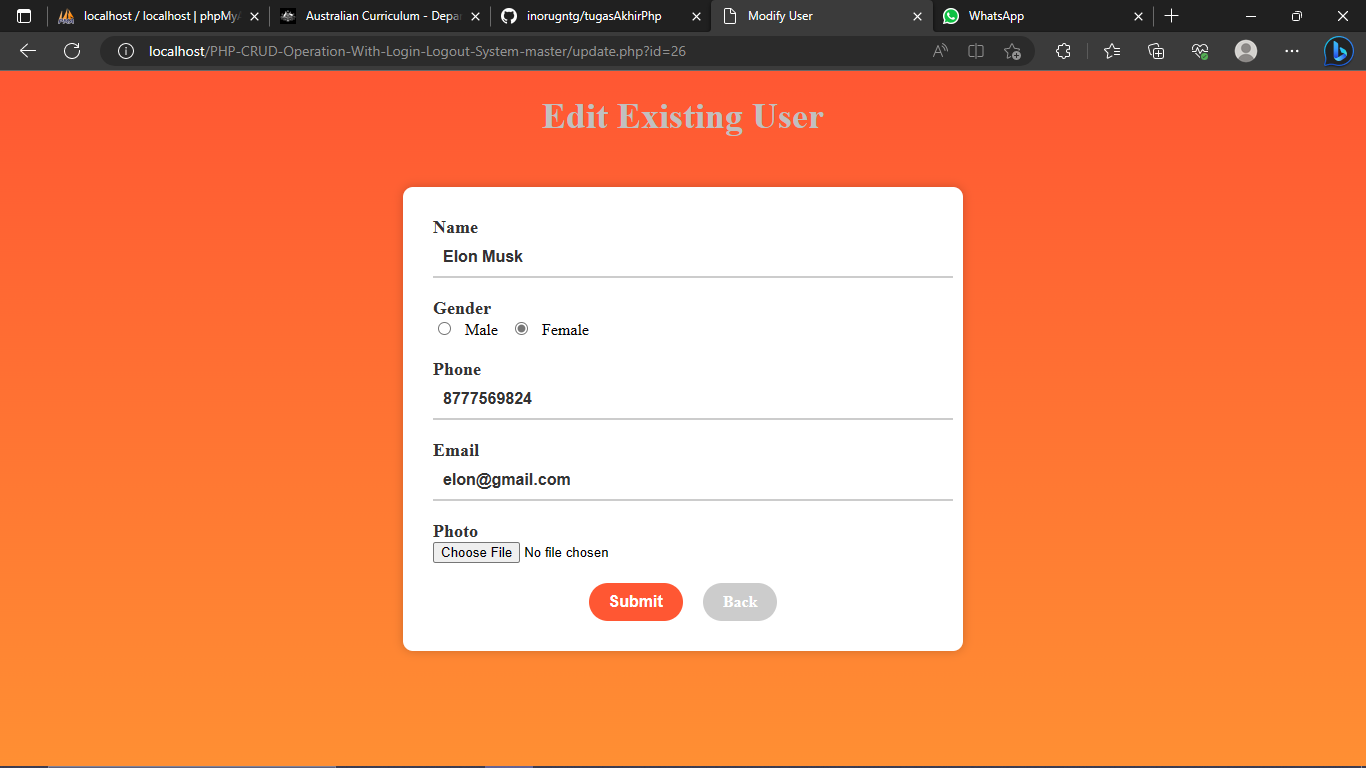 localhost / localhost | phpMyA
Australian Curriculum - Depar
inorugntg/tugasAkhirPhp
Modify User
WhatsApp
localhost/PHP-CRUD-Operation-With-Login-Logout-System-master/update.php?id=26
Edit Existing User
Name
Elon Musk
Gender
Male Female
Phone
8777569824
Email
elon@gmail.com
Photo
Choose File No file chosen
Submit Back